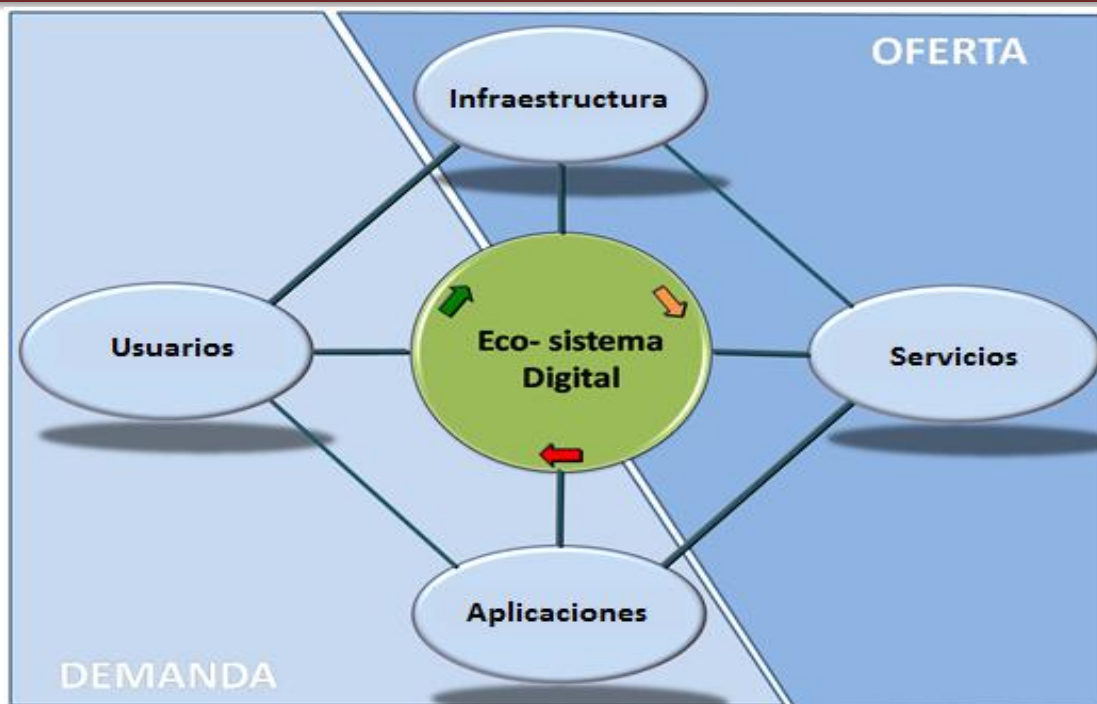 OFERTA
Infraestructura
Usuarios
Eco- sistema
Digital
Servicios
Aplicaciones
DEMANDA